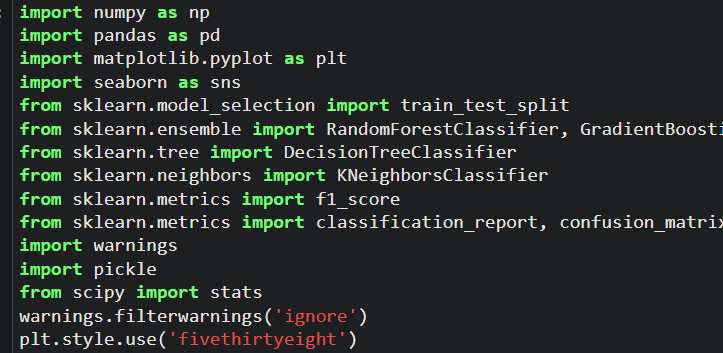 import numpy as np
import pandas as pd
import matplotlib.pyplot as plt
import seaborn as sns
from sklearn.model_selection import train_test_split
from sklearn.ensemble import RandomForestClassifier, GradientBoosti
from sklearn.tree import DecisionTreeClassifier
from sklearn.neighbors import KNeighborsClassifier
from sklearn.metrics import f1_score
from sklearn.metrics import classification_report, confusion_matrix
import warnings
import pickle
from scipy import stats
warnings.filterwarnings('ignore')
plt.style.use('fivethirtyeight')